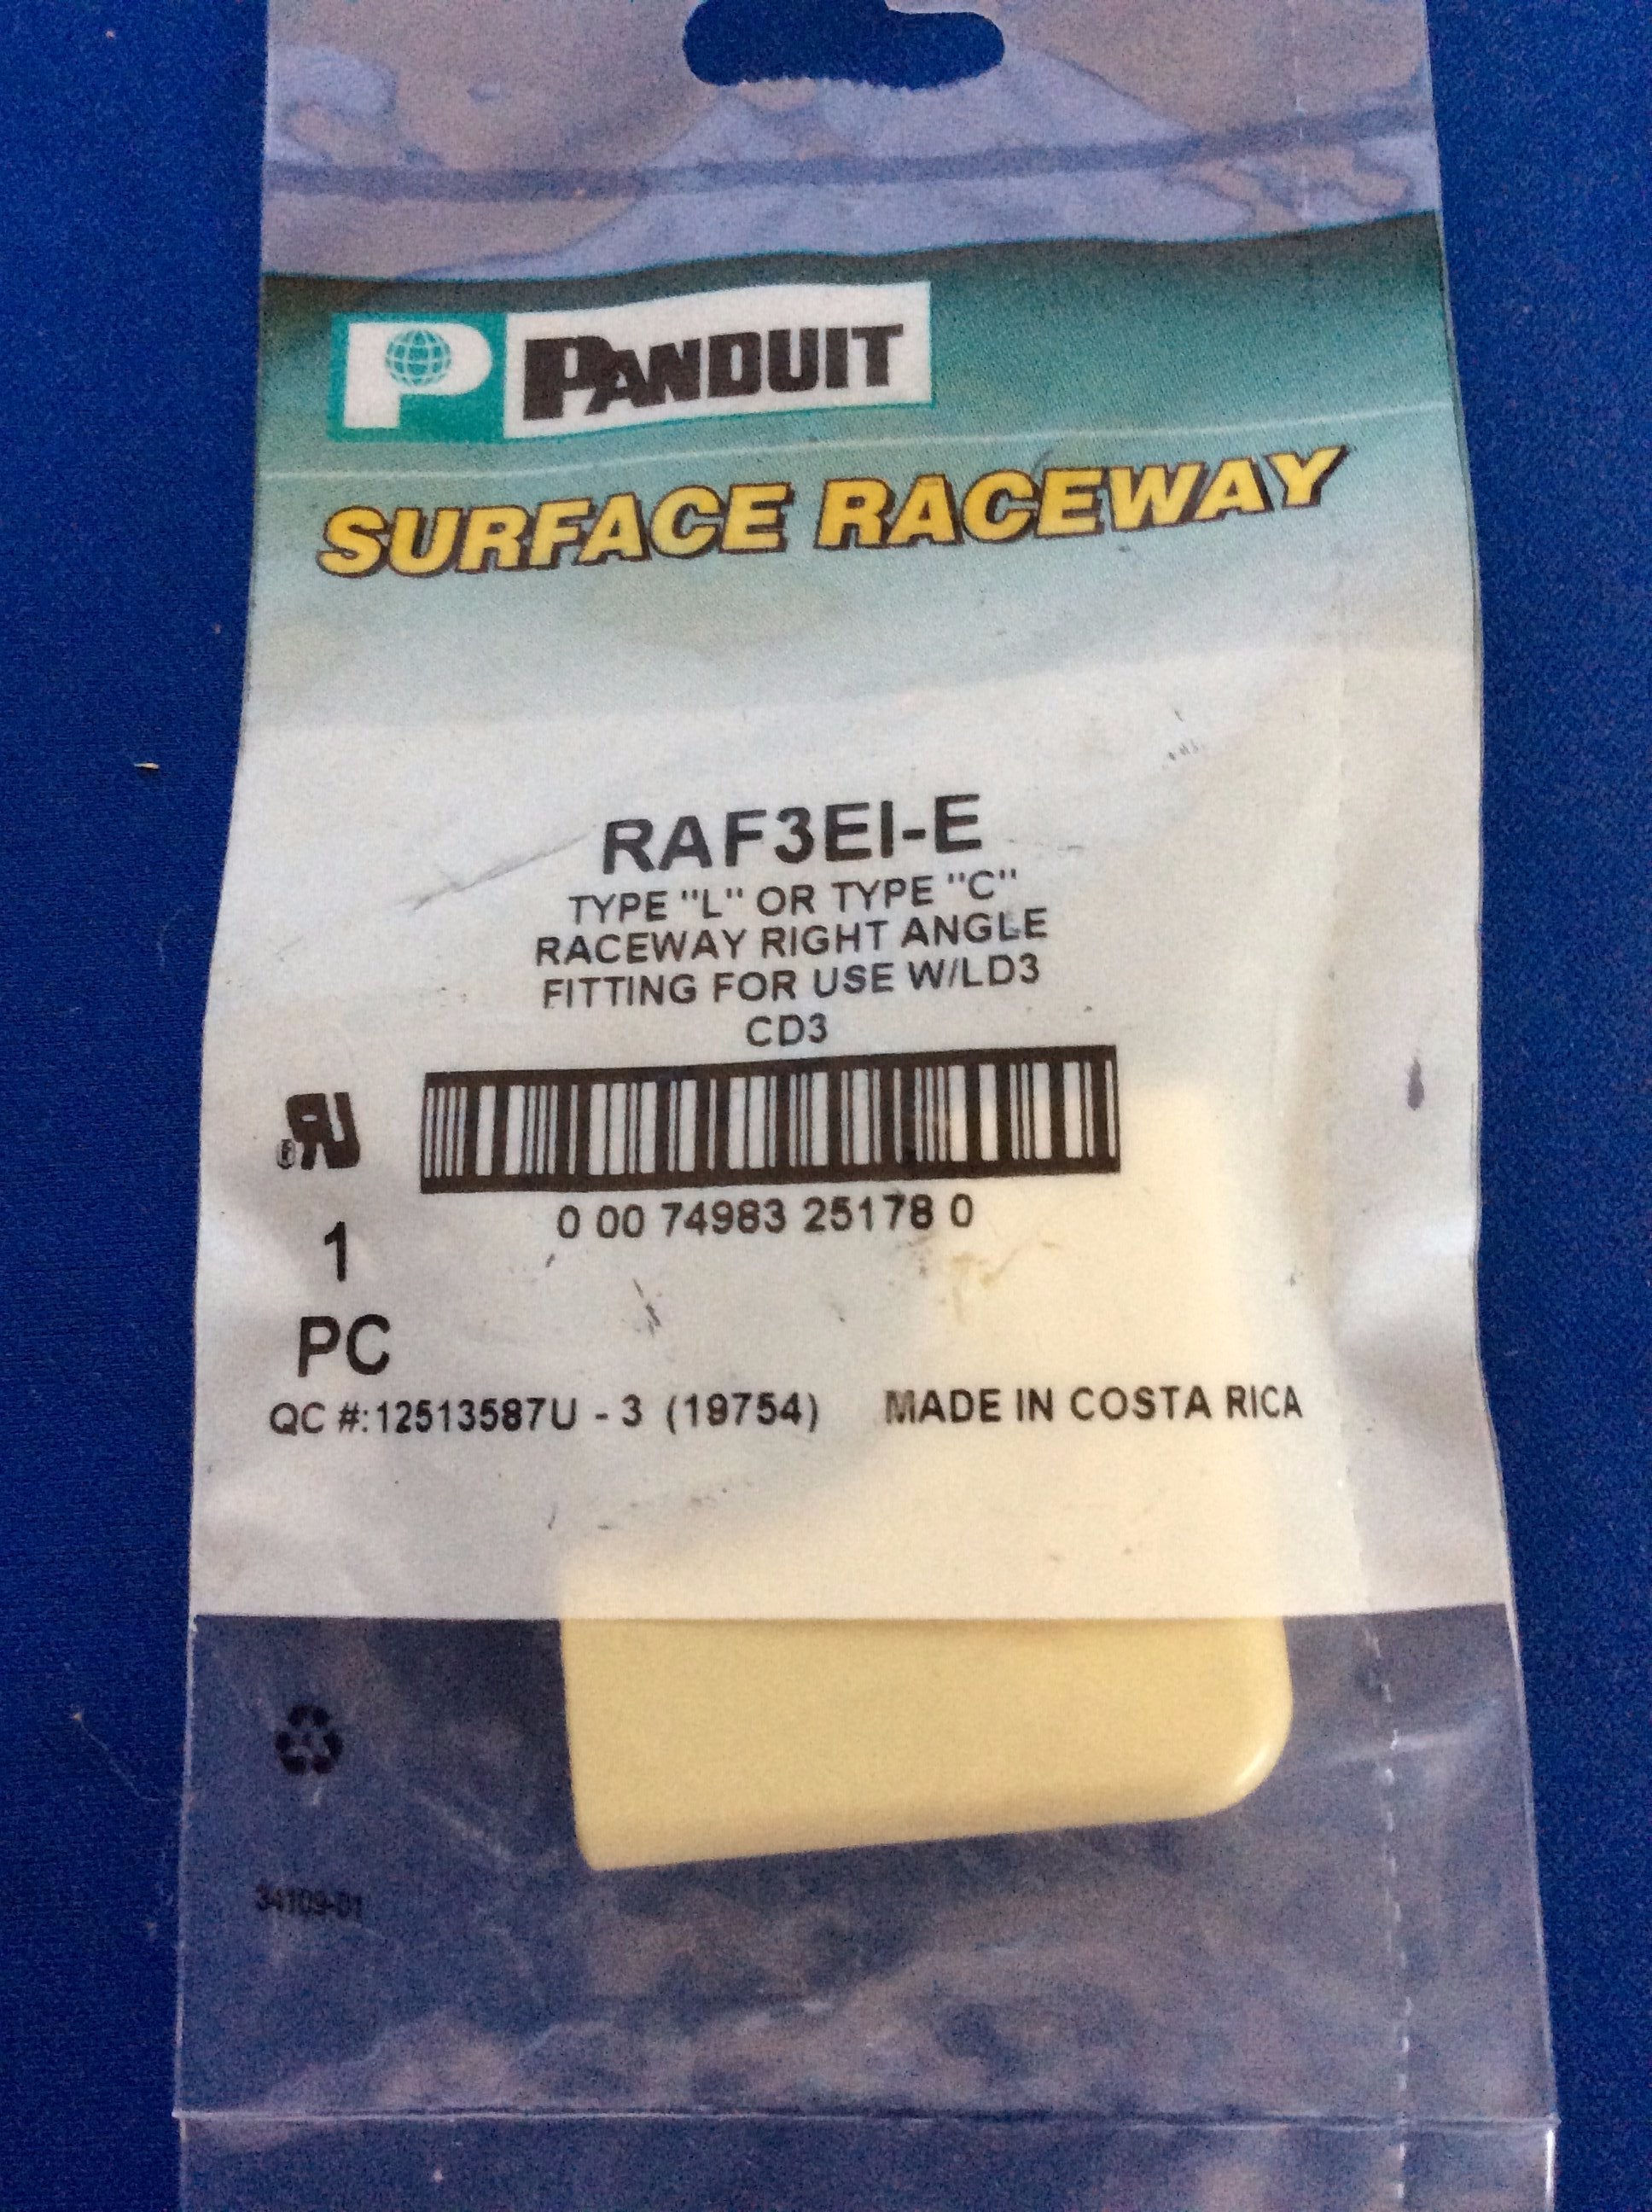 P PANDUIT
SURFACE RACEWAY
RAF3EI-E
TYPE "L" OR TYPE "C"
RACEWAY RIGHT ANGLE
FITTING FOR USE W/LD3
CD3
®RU
0 00 74983 25178 0
1
PC
QC #:12513587U - 3 (19754) MADE IN COSTA RICA
34109-01